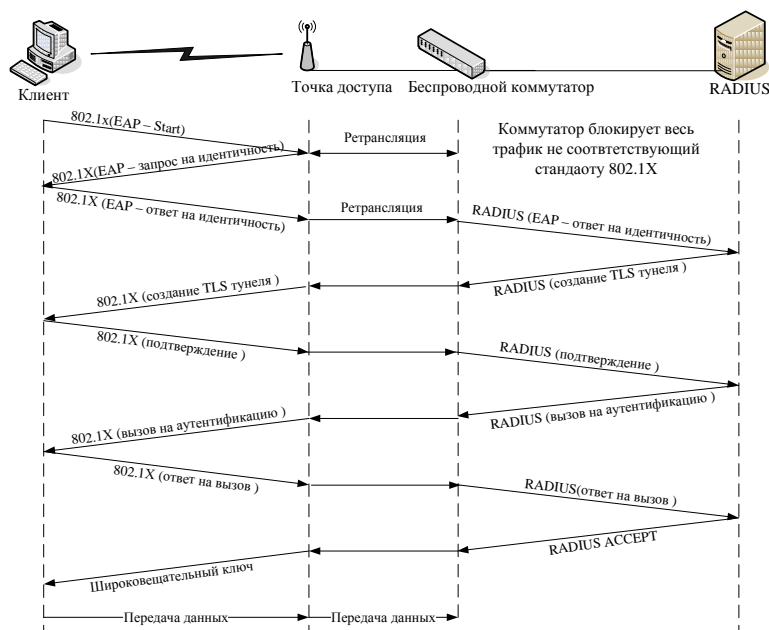 Клиент
Точка доступа
Беспроводной коммутатор
RADIUS
802.1x(EAP – Start)
Ретрансляция
Коммутатор блокирует весь
трафик не соотвтетствующий
стандаоту 802.1X
802.1X(EAP – запрос на идентичность)
802.1X (EAP – ответ на идентичность)
Ретрансляция
RADIUS (EAP – ответ на идентичность)
802.1X (создание TLS тунеля )
RADIUS (создание TLS тунеля )
802.1X (подтверждение )
RADIUS (подтверждение )
802.1X (вызов на аутентификацию )
RADIUS (вызов на аутентификацию )
802.1X (ответ на вызов )
RADIUS(ответ на вызов )
RADIUS ACCEPT
Широковещательный ключ
Передача данных
Передача данных